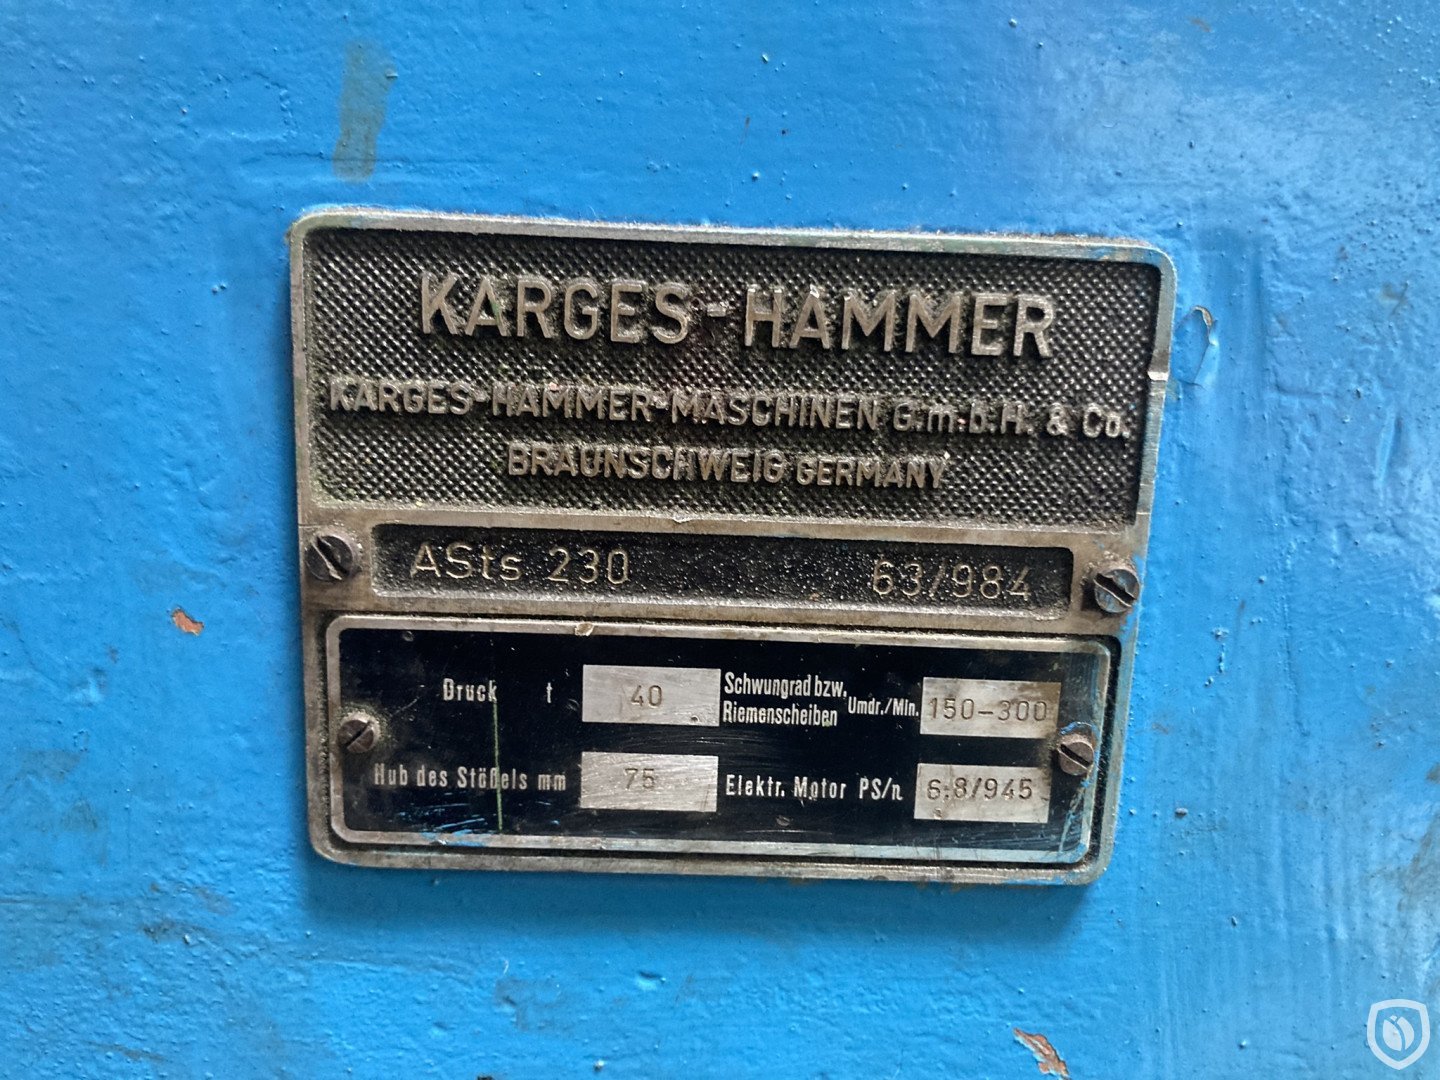 KARGES-HAMMER
KARGES-HAMMER-MASCHINEN G.m.b.H. & Co.
BRAUNSCHWEIG GERMANY
ASts 230 63/984
Druck t 40 Schwungrad bzw. Riemenscheiben Umdr./Min. 150-300
Hub des Stößels mm 75 Elektr. Motor PS/n 6.8/945